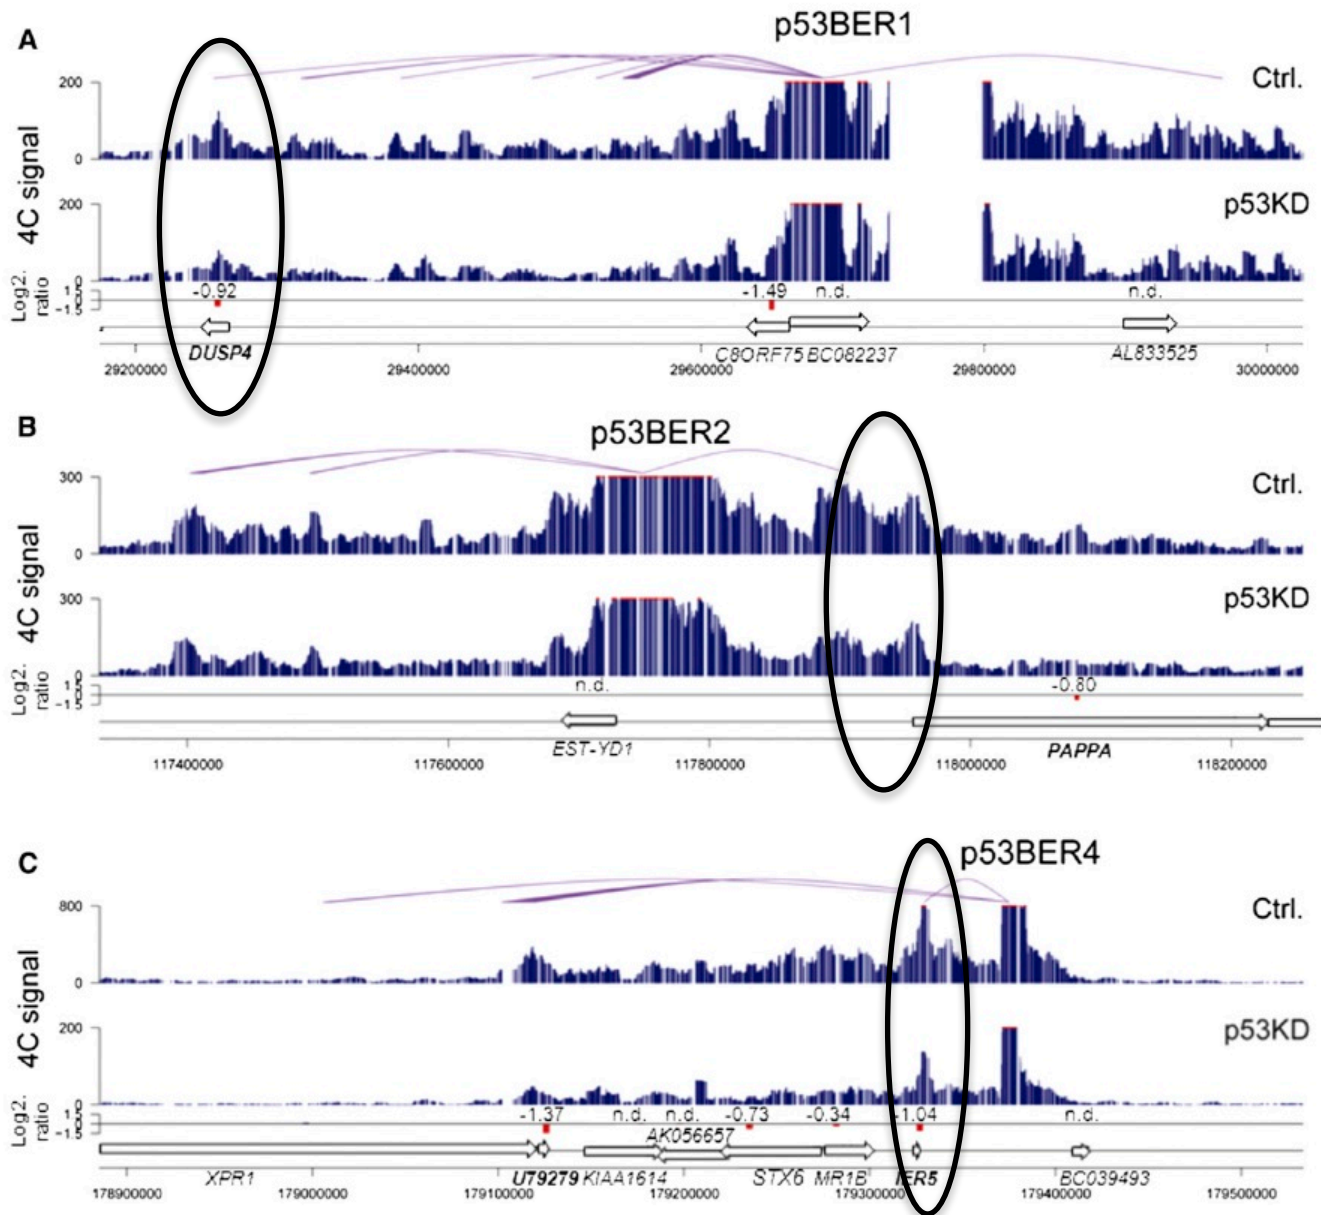 A
p53BER1
Ctrl.
200
0
4C signal
p53KD
200
0
Log2. ratio
1.5
0
-1.5
-0.92 -1.49 n.d. n.d.
DUSP4 C8ORF75 BC082237 AL833525
29200000 29400000 29600000 29800000 30000000
B
p53BER2
Ctrl.
300
0
4C signal
p53KD
300
0
Log2. ratio
1.5
0
-1.5
n.d. -0.80
EST-YD1 PAPPA
117400000 117600000 117800000 118000000 118200000
C
p53BER4
Ctrl.
800
0
4C signal
p53KD
200
0
Log2. ratio
1.5
0
-1.5
-1.37 n.d. n.d. -0.73 -0.34 -1.04 n.d.
AK056657
XPR1 U79279 KIAA1614 STX6 MR1B IER5 BC039493
178900000 179000000 179100000 179200000 179300000 179400000 179500000